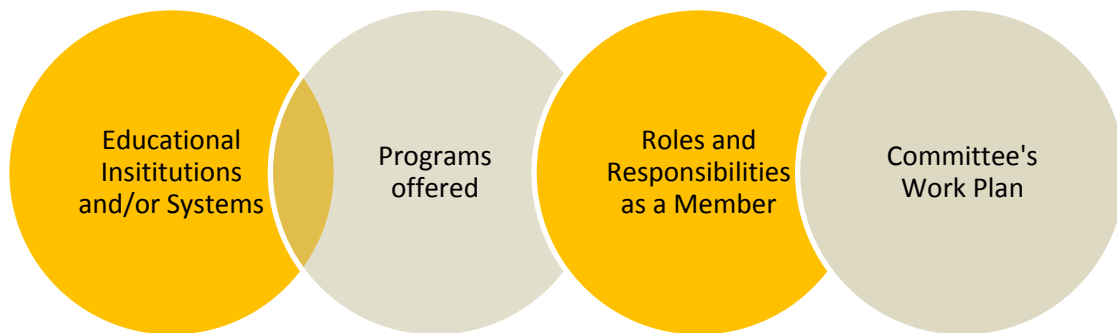 Educational
Insititutions
and/or Systems
Programs
offered
Roles and
Responsibilities
as a Member
Committee's
Work Plan